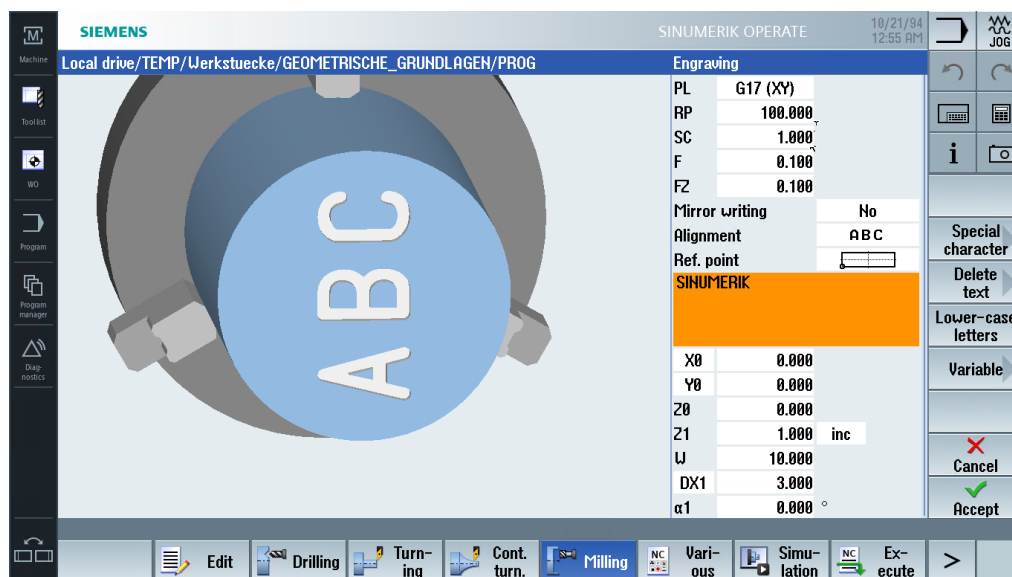 SIEMENS
SINUMERIK OPERATE
10/21/94
12:55 AM
M
JOG
Machine
Local drive/TEMP/Werkstuecke/GEOMETRISCHE_GRUNDLAGEN/PROG
Engraving
PL G17 (XY)
RP 100.000
SC 1.000
F 0.100
FZ 0.100
Mirror writing No
Alignment ABC
Ref. point
SINUMERIK
X0 0.000
Y0 0.000
Z0 0.000
Z1 1.000 inc
W 10.000
DX1 3.000
α1 0.000 °
ABC
Tool list
WO
Program
Program
manager
Diag-
nostics
i
Special
character
Delete
text
Lower-case
letters
Variable
Cancel
Accept
Edit
Drilling
Turn-
ing
Cont.
turn.
Milling
NC
Vari-
ous
Simu-
lation
NC
Ex-
ecute
>